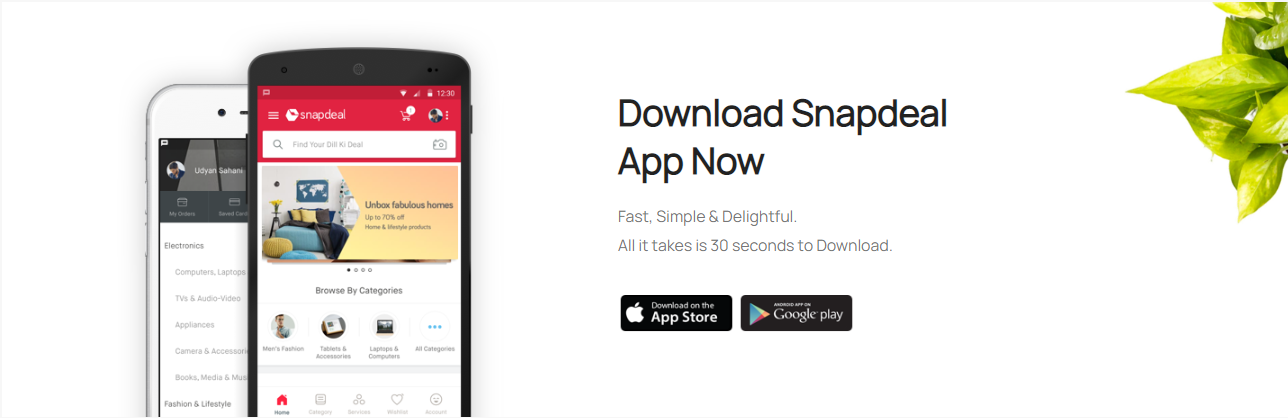 Udyan Sahani
My Orders
Saved Card
Electronics
Computers, Laptops
TVs & Audio-Video
Appliances
Camera & Accessori
Books, Media & Mus
Fashion & Lifestyle
12:30
snapdeal
1
Find Your Dill Ki Deal
Unbox fabulous homes
Up to 70% off
Home & lifestyle products
Browse By Categories
Men's Fashion
Tablets &
Accessories
Laptops &
Computers
All Categories
Home
Category
Services
Wishlist
Account
Download Snapdeal
App Now
Fast, Simple & Delightful.
All it takes is 30 seconds to Download.
Download on the
App Store
ANDROID APP ON
Google play